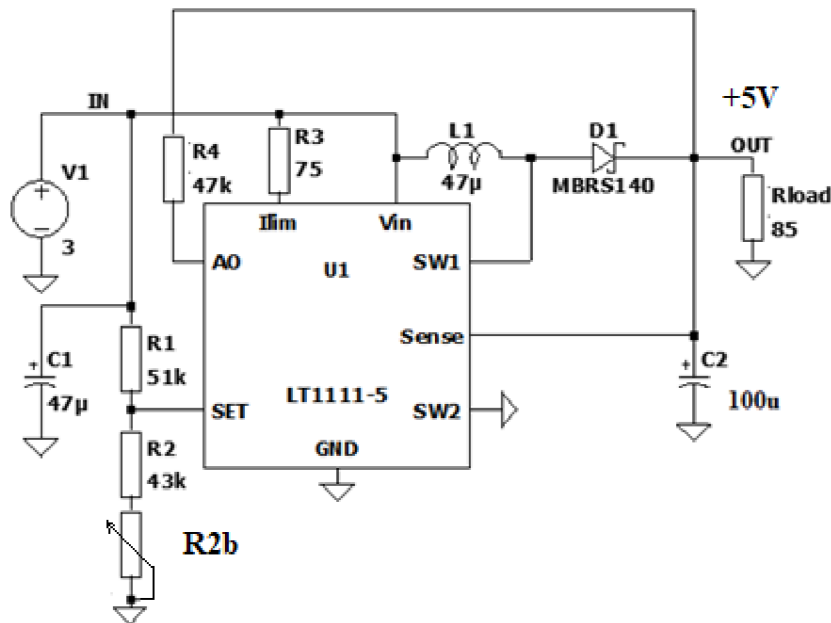 +5V
IN
R4
47k
R3
75
L1
47µ
D1
MBRS140
OUT
Rload
85
V1
+
−
3
Ilim
Vin
AO
U1
SW1
Sense
LT1111-5
SET
SW2
GND
+
C1
47µ
R1
51k
R2
43k
R2b
+
C2
100u